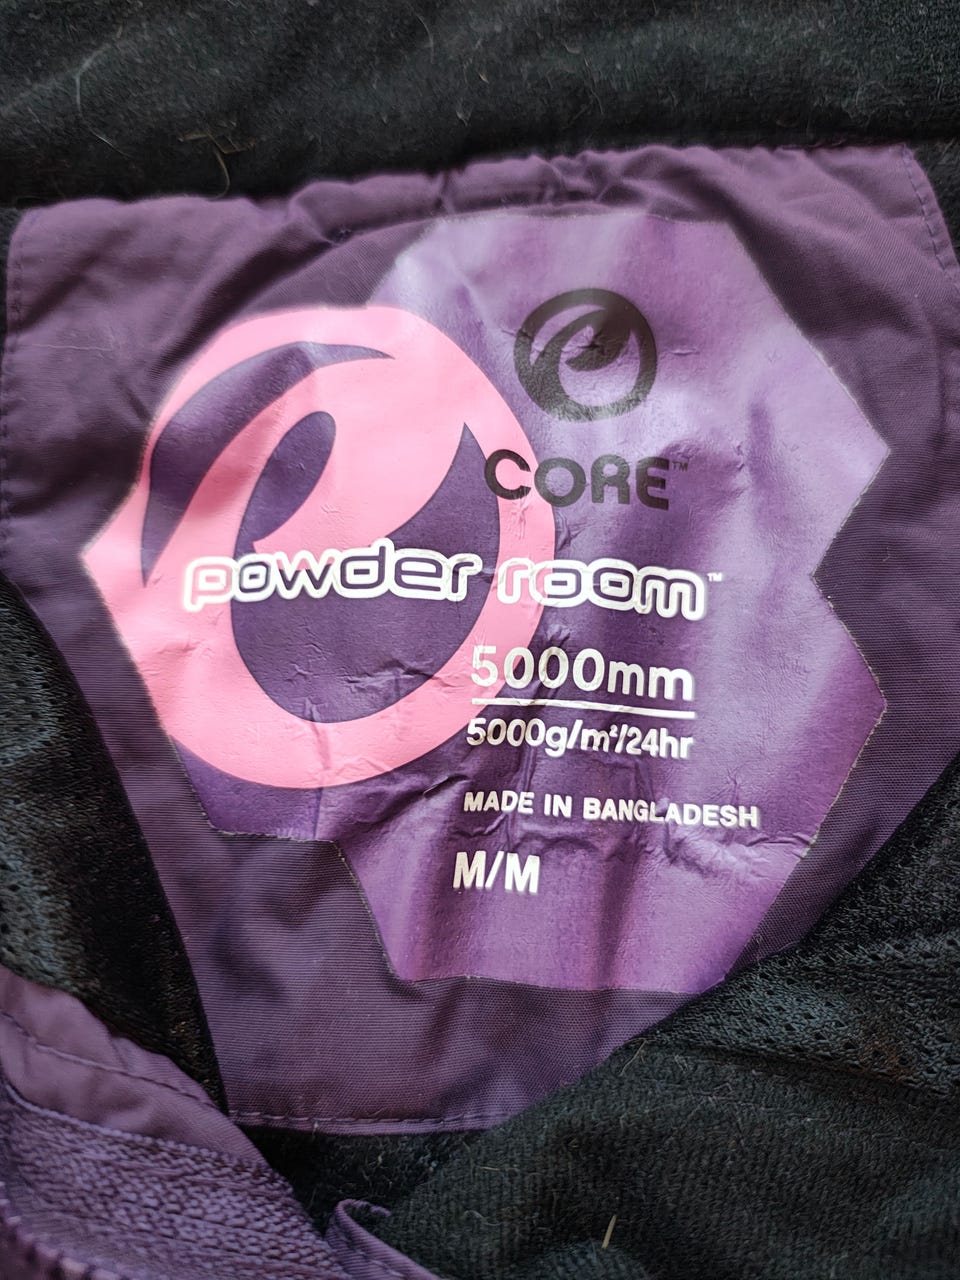 CORE™
powder room™
5000mm
5000g/m²/24hr
MADE IN BANGLADESH
M/M